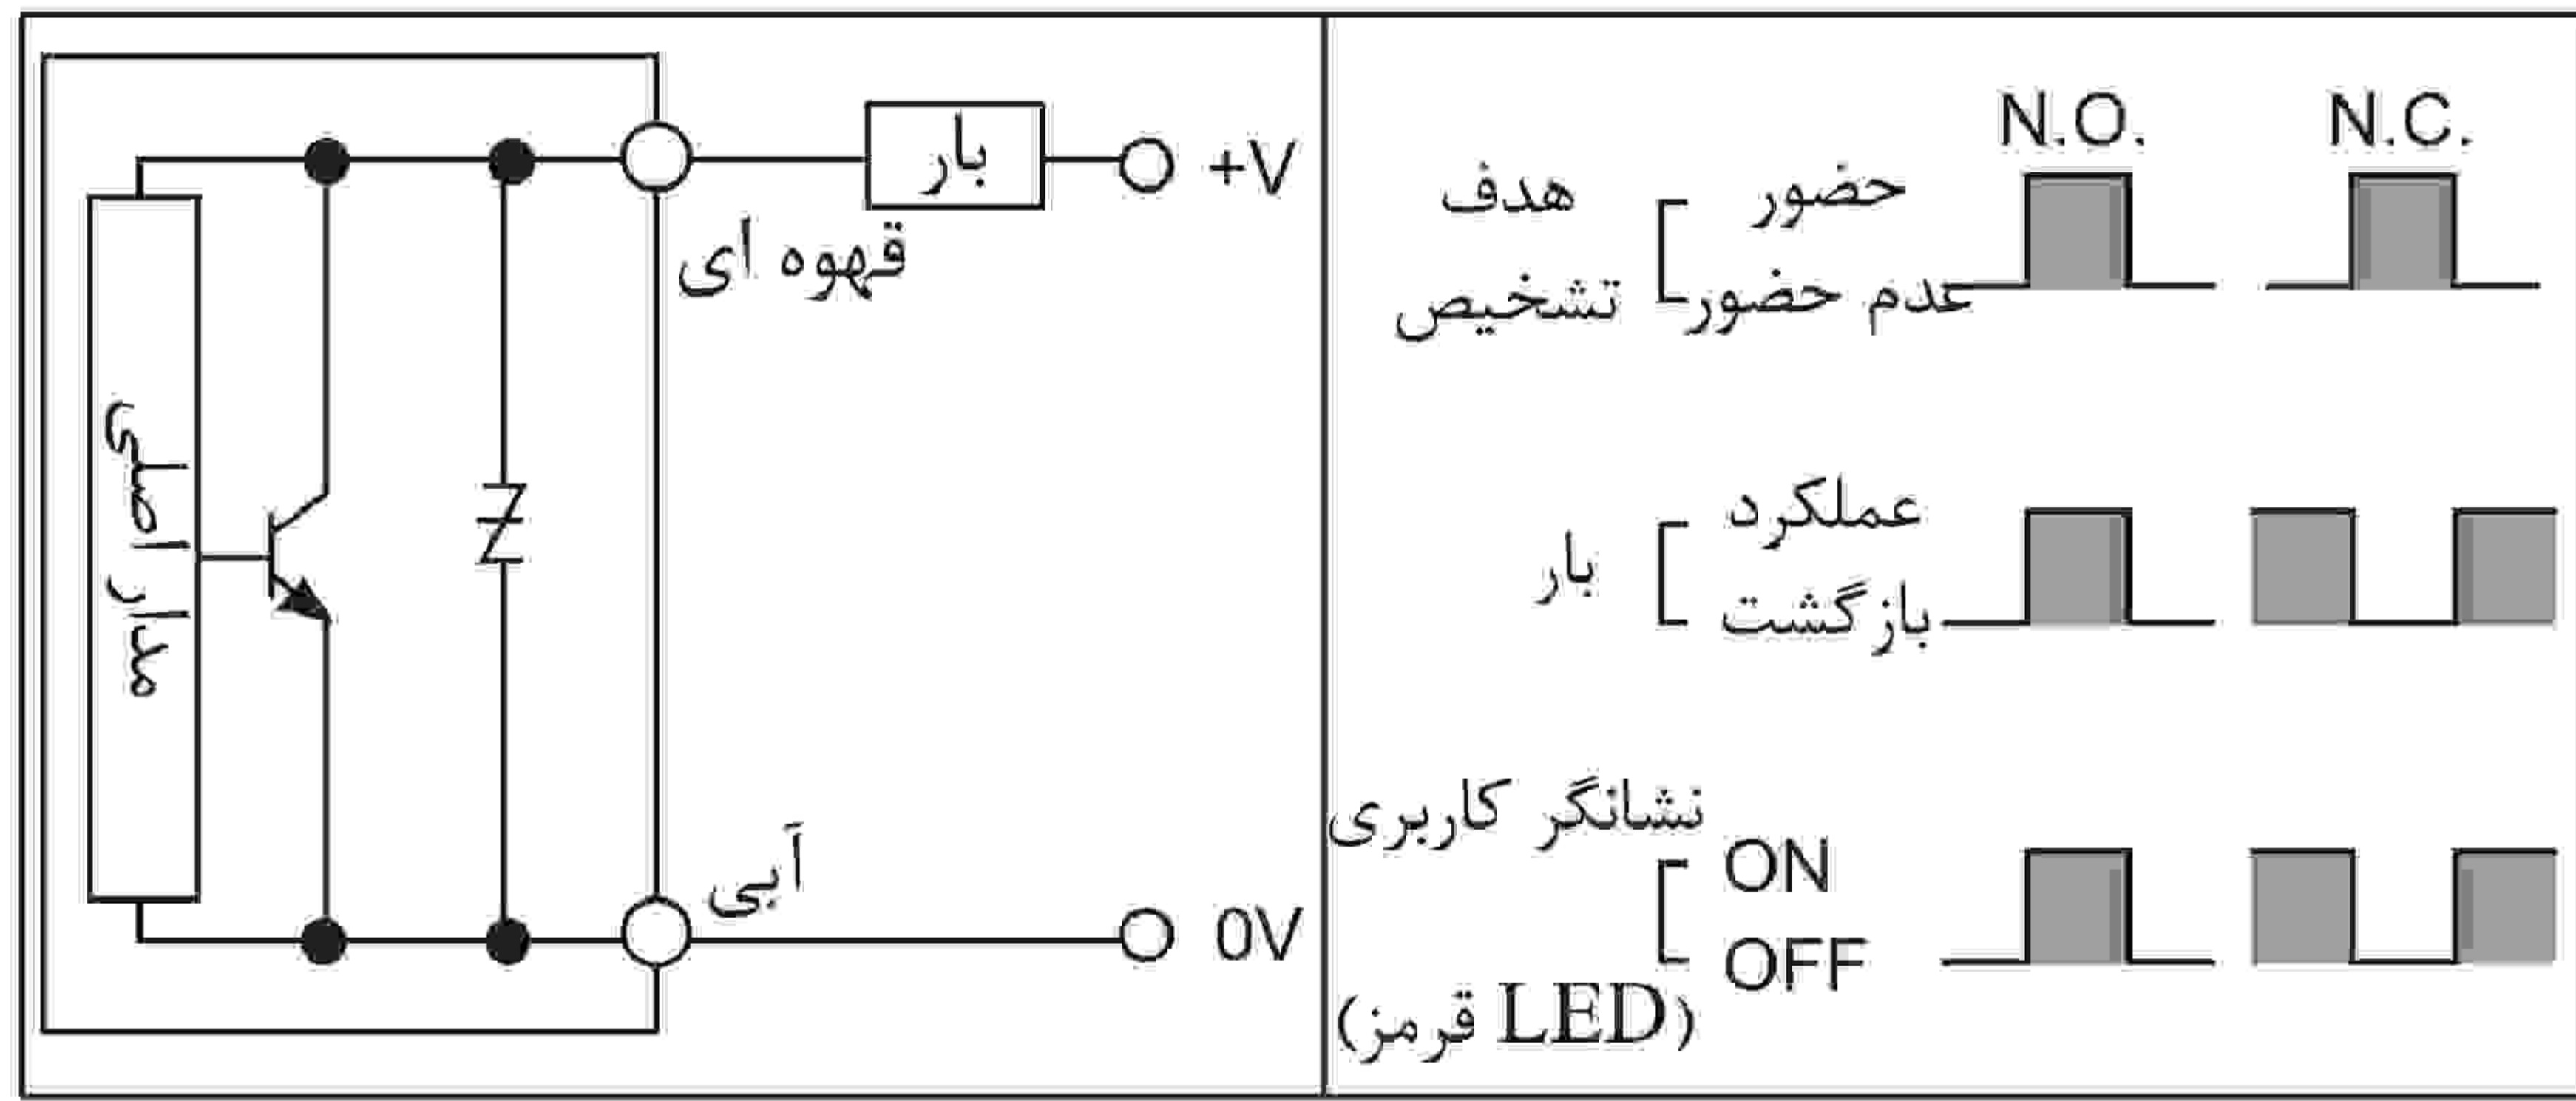 بار
+V
قهوه ای
مدار اصلی
آبی
0V
N.O.
N.C.
هدف
تشخیص
حضور
عدم حضور
بار
عملکرد
بازگشت
نشانگر کاربری
ON
OFF
(LED قرمز)